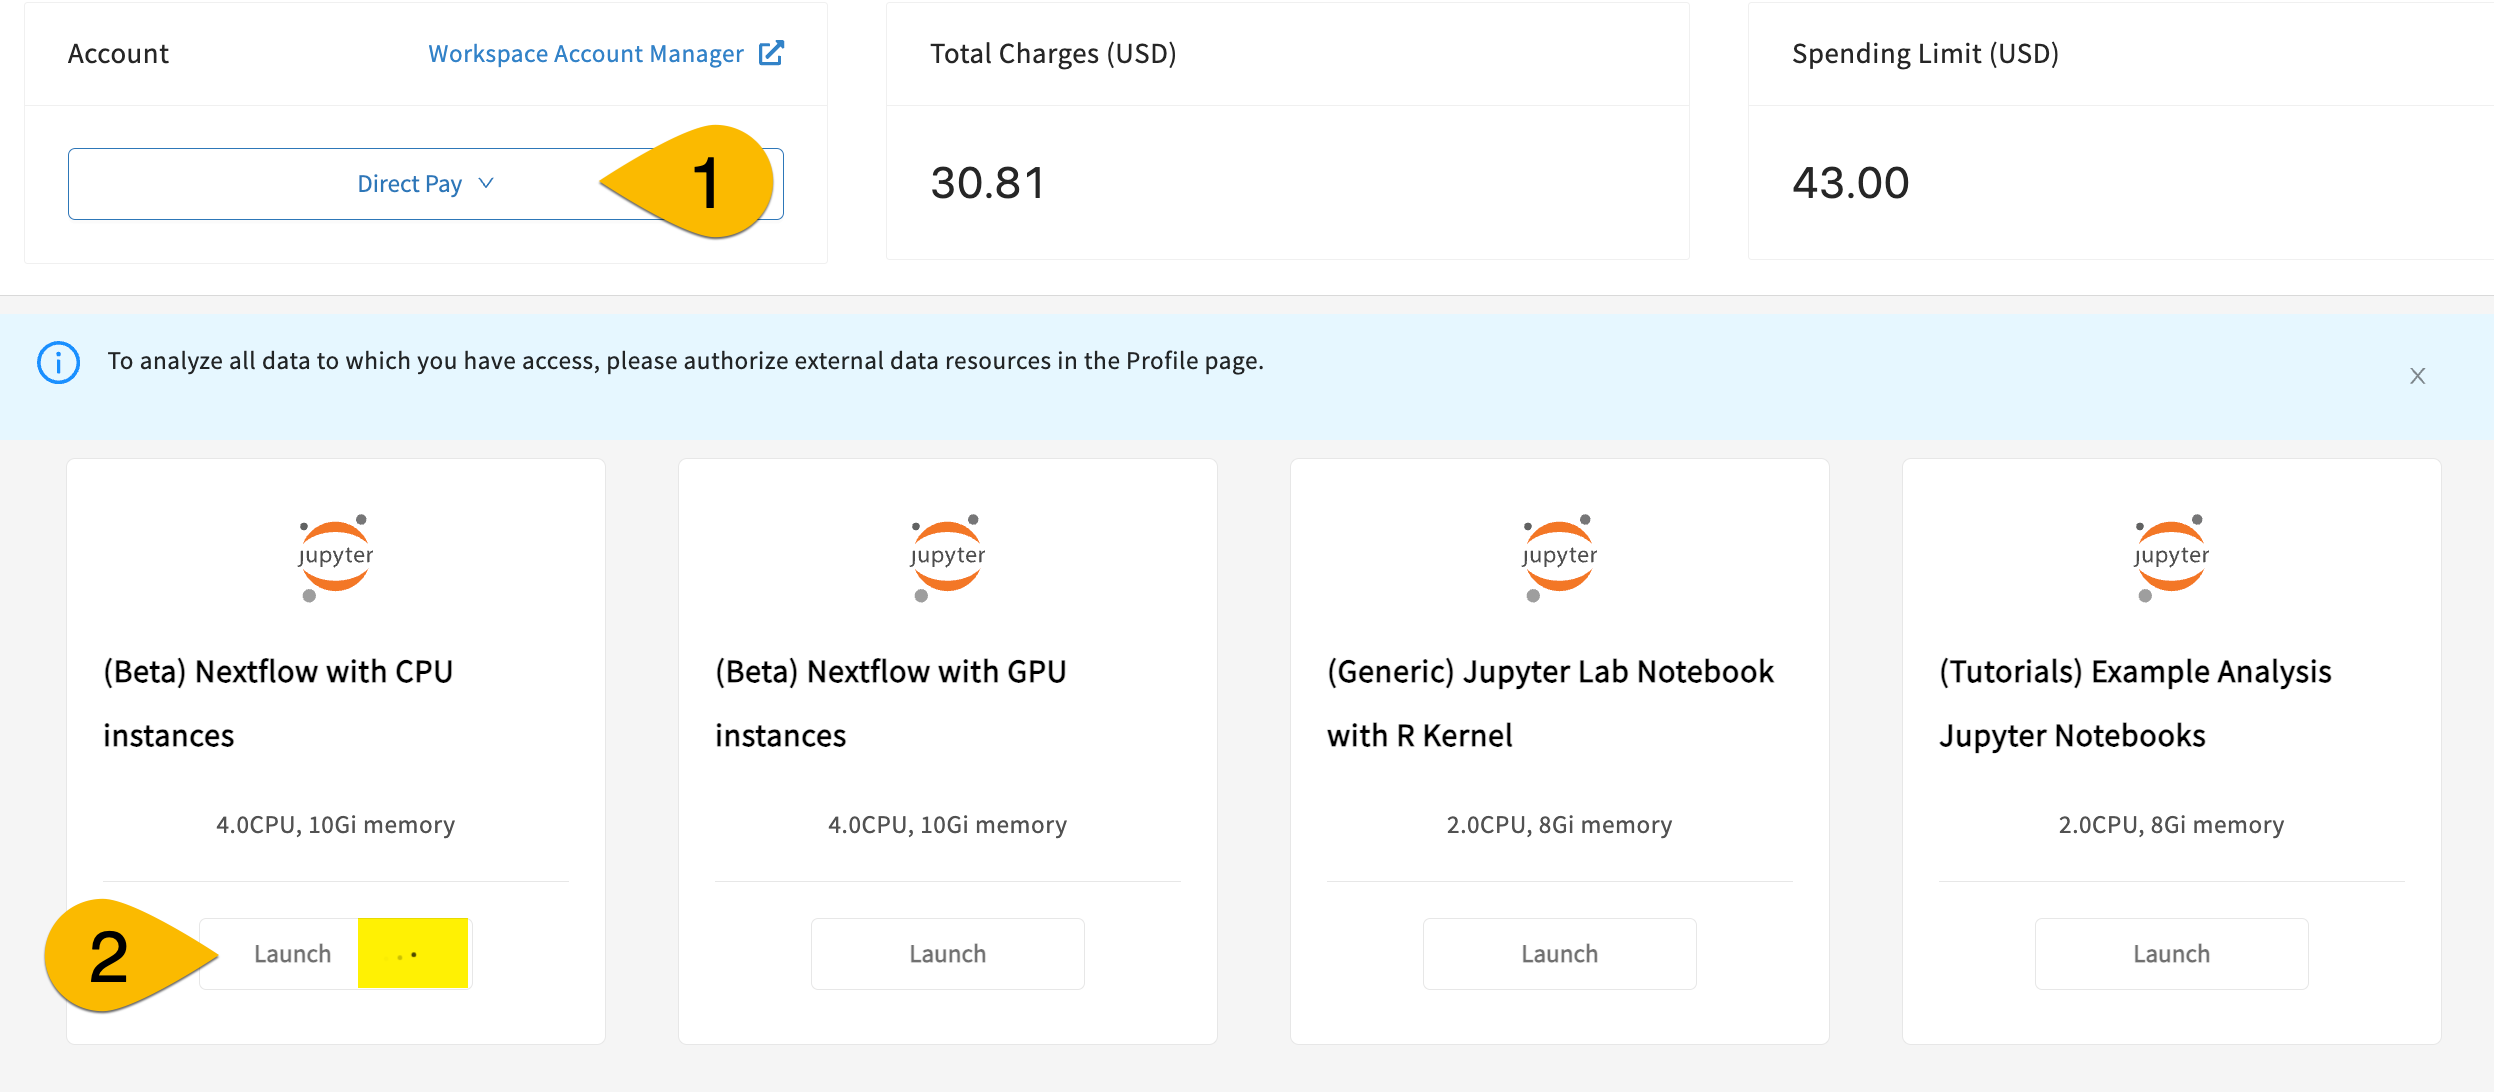 Account
Workspace Account Manager
Direct Pay
1
Total Charges (USD)
30.81
Spending Limit (USD)
43.00
To analyze all data to which you have access, please authorize external data resources in the Profile page.
jupyter
(Beta) Nextflow with CPU
instances
4.0CPU, 10Gi memory
2
Launch
jupyter
(Beta) Nextflow with GPU
instances
4.0CPU, 10Gi memory
Launch
jupyter
(Generic) Jupyter Lab Notebook
with R Kernel
2.0CPU, 8Gi memory
Launch
jupyter
(Tutorials) Example Analysis
Jupyter Notebooks
2.0CPU, 8Gi memory
Launch